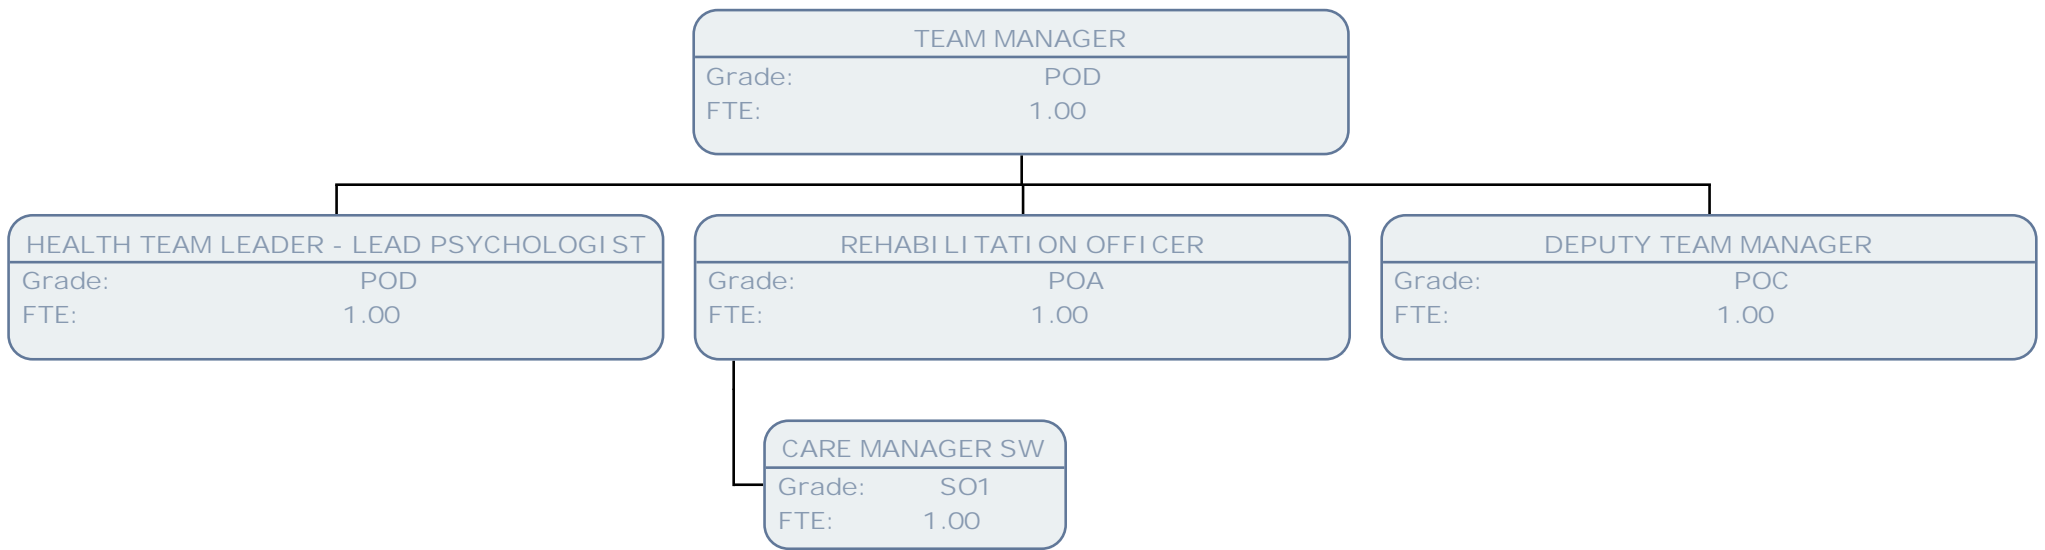 TEAM MANAGER
Grade: POD
FTE: 1.00
HEALTH TEAM LEADER - LEAD PSYCHOLOGIST
Grade: POD
FTE: 1.00
REHABILITATION OFFICER
Grade: POA
FTE: 1.00
DEPUTY TEAM MANAGER
Grade: POC
FTE: 1.00
CARE MANAGER SW
Grade: SO1
FTE: 1.00